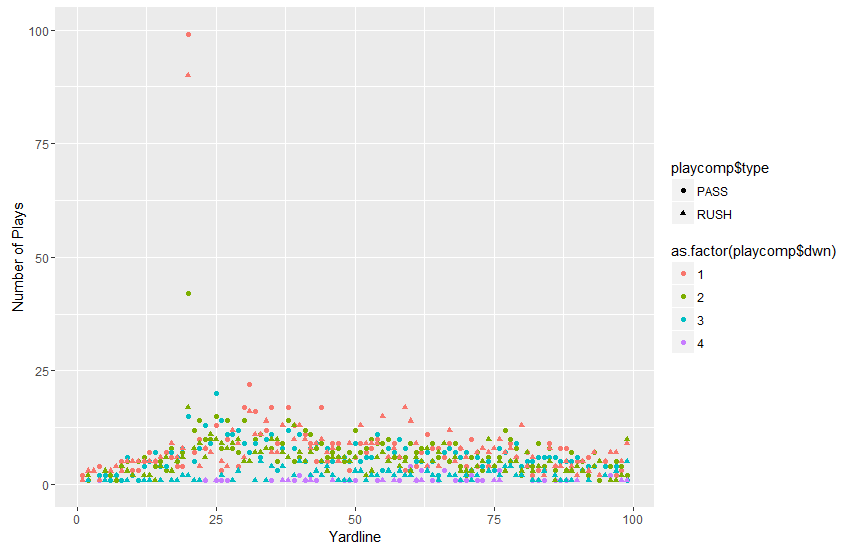 100
75
50
25
0
Number of Plays
0 25 50 75 100
Yardline
playcomp$type
PASS
RUSH
as.factor(playcomp$dwn)
1
2
3
4